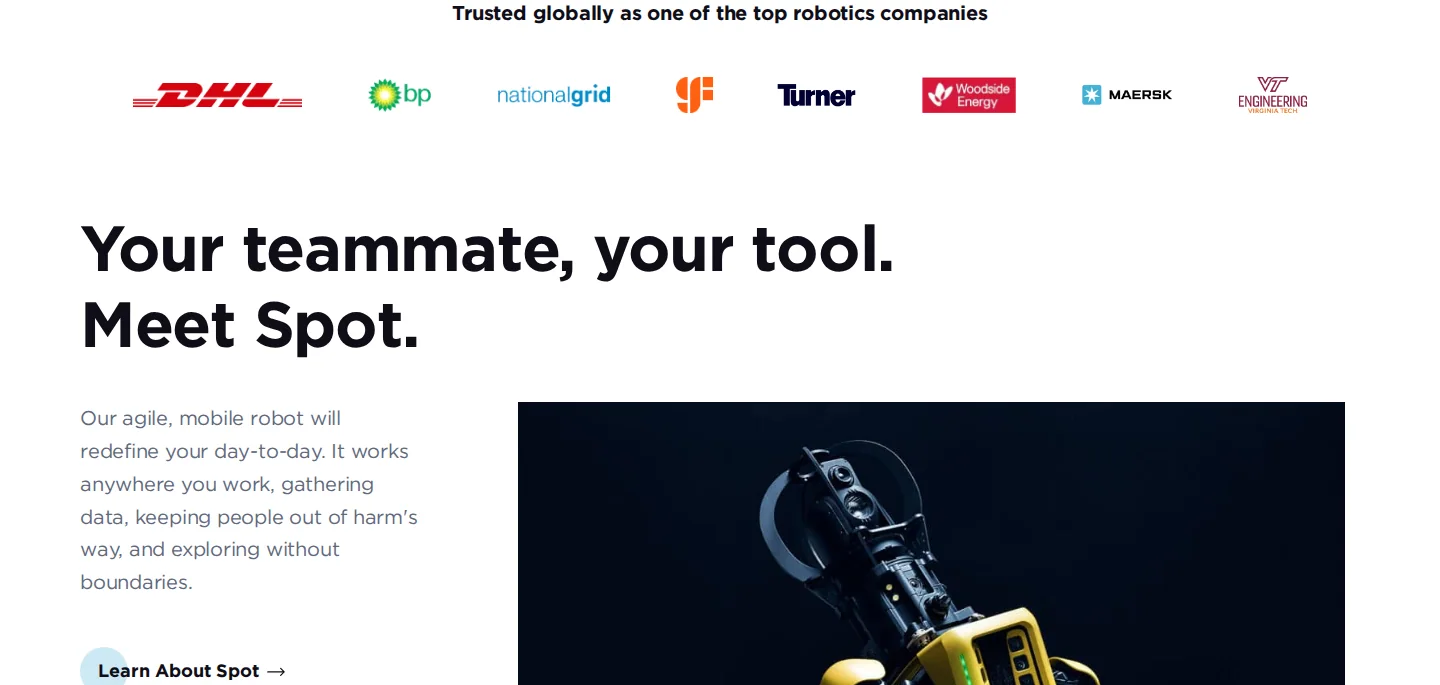 Trusted globally as one of the top robotics companies
DHL
bp
nationalgrid
gf
Turner
Woodside
Energy
MAERSK
VT
ENGINEERING
VIRGINIA TECH
Your teammate, your tool.
Meet Spot.
Our agile, mobile robot will
redefine your day-to-day. It works
anywhere you work, gathering
data, keeping people out of harm's
way, and exploring without
boundaries.
Learn About Spot →